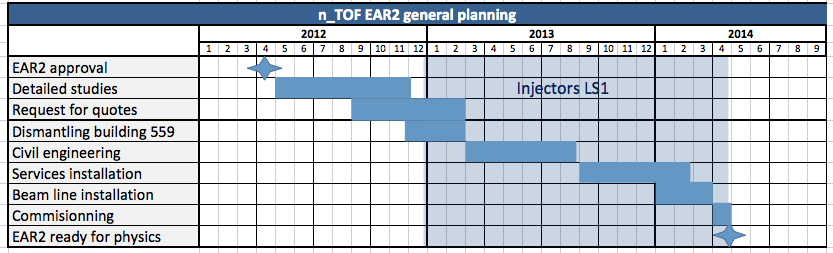 n_TOF EAR2 general planning
2012 2013 2014
1 2 3 4 5 6 7 8 9 10 11 12 1 2 3 4 5 6 7 8 9 10 11 12 1 2 3 4 5 6 7 8 9
EAR2 approval
Detailed studies Injectors LS1
Request for quotes
Dismantling building 559
Civil engineering
Services installation
Beam line installation
Commisionning
EAR2 ready for physics